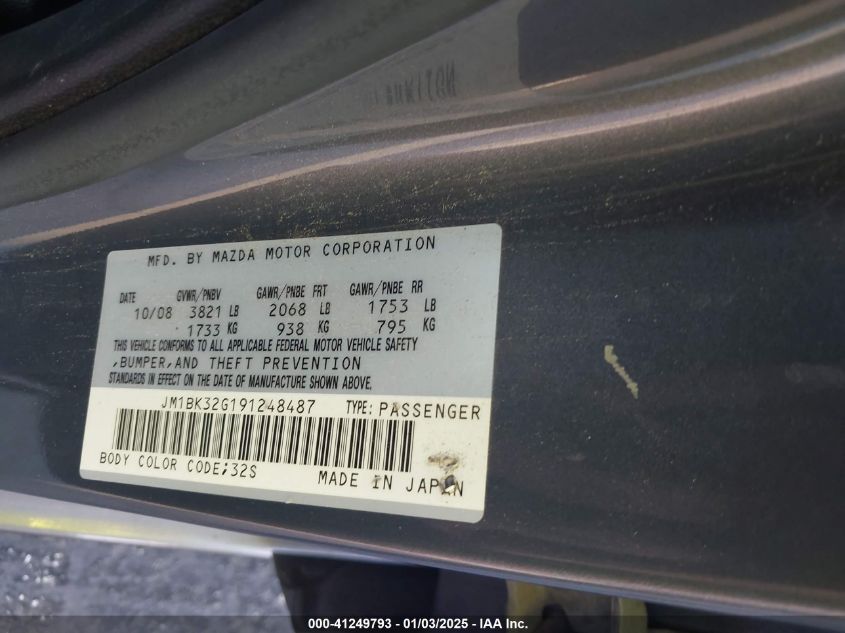 MFD. BY MAZDA MOTOR CORPORATION
DATE GVWR/PNBV GAWR/PNBE FRT GAWR/PNBE RR
10/08 3821 LB 2068 LB 1753 LB
1733 KG 938 KG 795 KG
THIS VEHICLE CONFORMS TO ALL APPLICABLE FEDERAL MOTOR VEHICLE SAFETY
,BUMPER,AND THEFT PREVENTION
STANDARDS IN EFFECT ON THE DATE OF MANUFACTURE SHOWN ABOVE.
JM1BK32G191248487 TYPE: PASSENGER
BODY COLOR CODE;32S MADE IN JAPAN
000-41249793 - 01/03/2025 - IAA Inc.